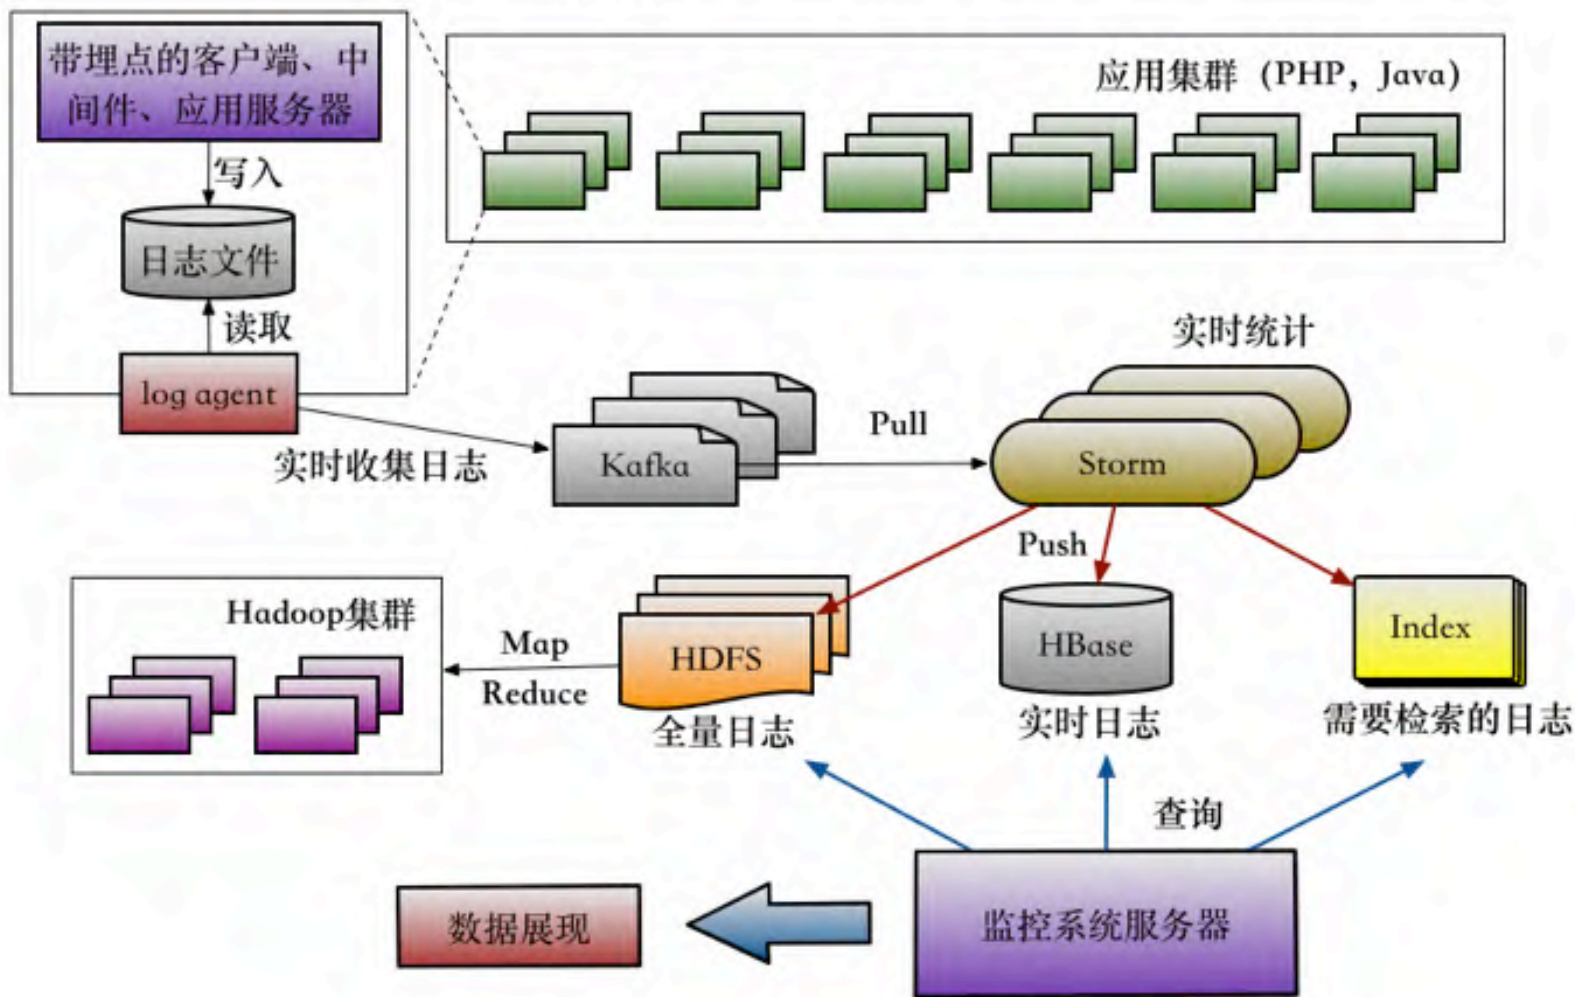 带埋点的客户端、中
间件、应用服务器
写入
日志文件
读取
log agent
应用集群（PHP，Java）
实时收集日志
Kafka
Pull
实时统计
Storm
Push
Hadoop集群
Map
Reduce
HDFS
全量日志
HBase
实时日志
Index
需要检索的日志
查询
数据展现
监控系统服务器